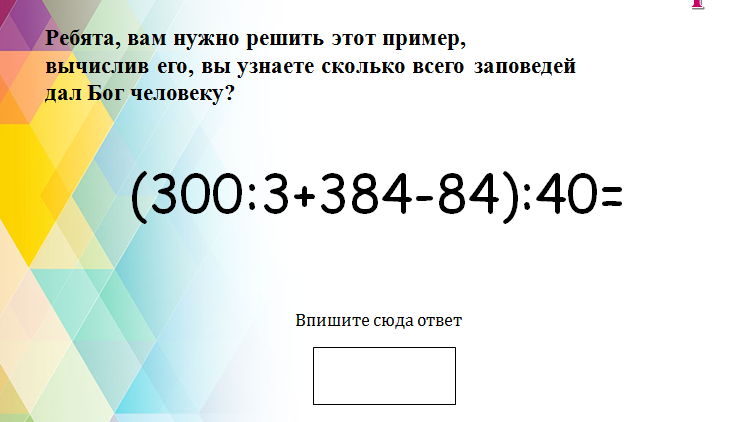 Ребята, вам нужно решить этот пример,
вычислив его, вы узнаете сколько всего заповедей
дал Бог человеку?
(300:3+384-84):40=
Впишите сюда ответ